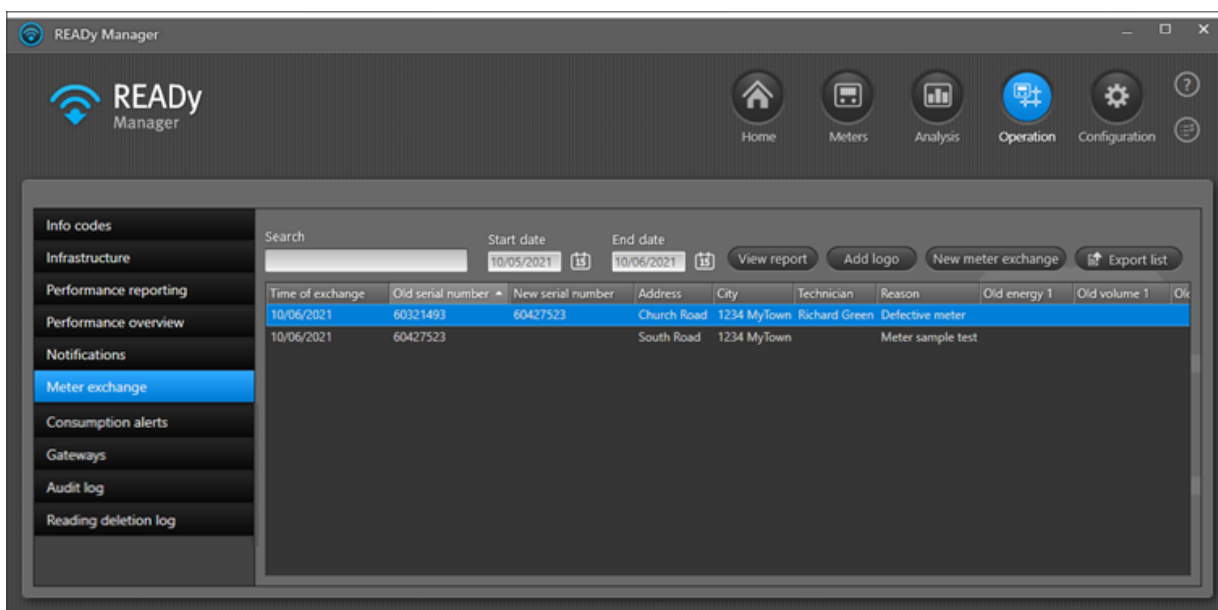 READy Manager
READy
Manager
Home Meters Analysis Operation Configuration
Info codes
Infrastructure
Performance reporting
Performance overview
Notifications
Meter exchange
Consumption alerts
Gateways
Audit log
Reading deletion log
Search Start date End date
10/05/2021 15 10/06/2021 15 View report Add logo New meter exchange Export list
Time of exchange Old serial number New serial number Address City Technician Reason Old energy 1 Old volume 1
10/06/2021 60321493 60427523 Church Road 1234 MyTown Richard Green Defective meter
10/06/2021 60427523 South Road 1234 MyTown Meter sample test